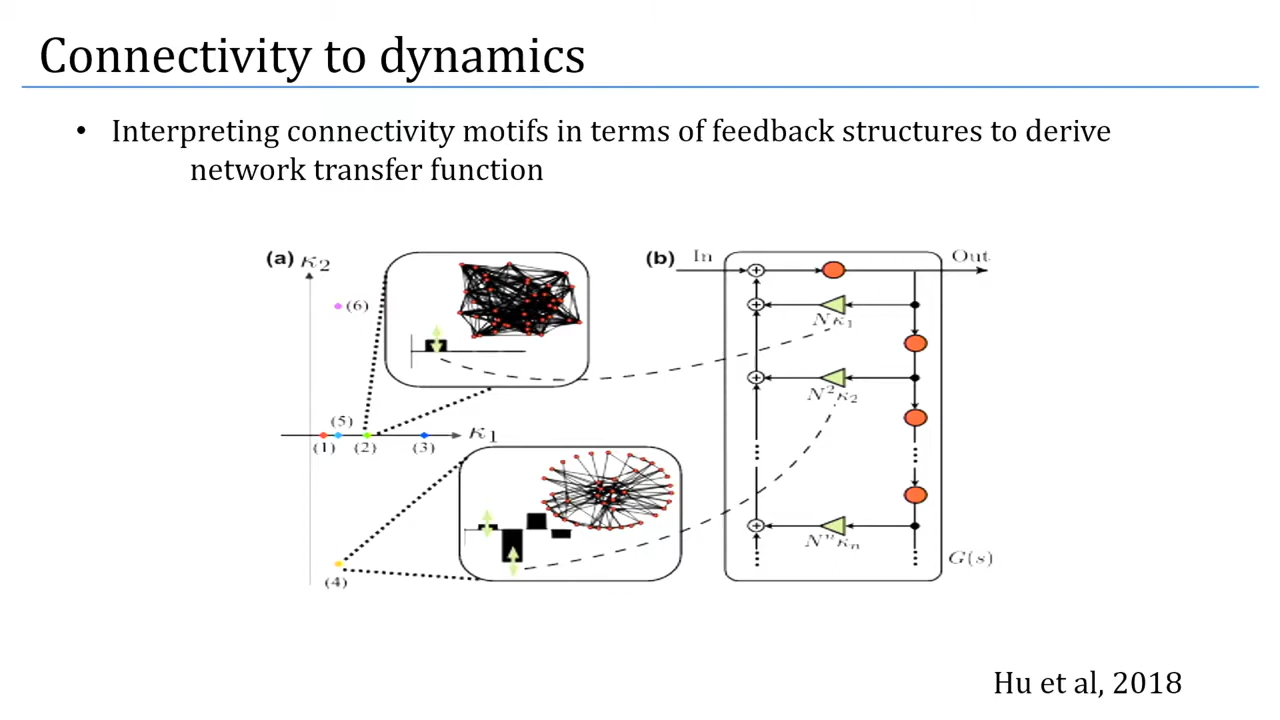 Connectivity to dynamics
• Interpreting connectivity motifs in terms of feedback structures to derive
network transfer function
(a) κ₂
(6)
(5)
κ₁
(1) (2) (3)
(4)
(b) In Out
Nκ₁
N²κ₂
Nⁿκₙ
G(s)
Hu et al, 2018